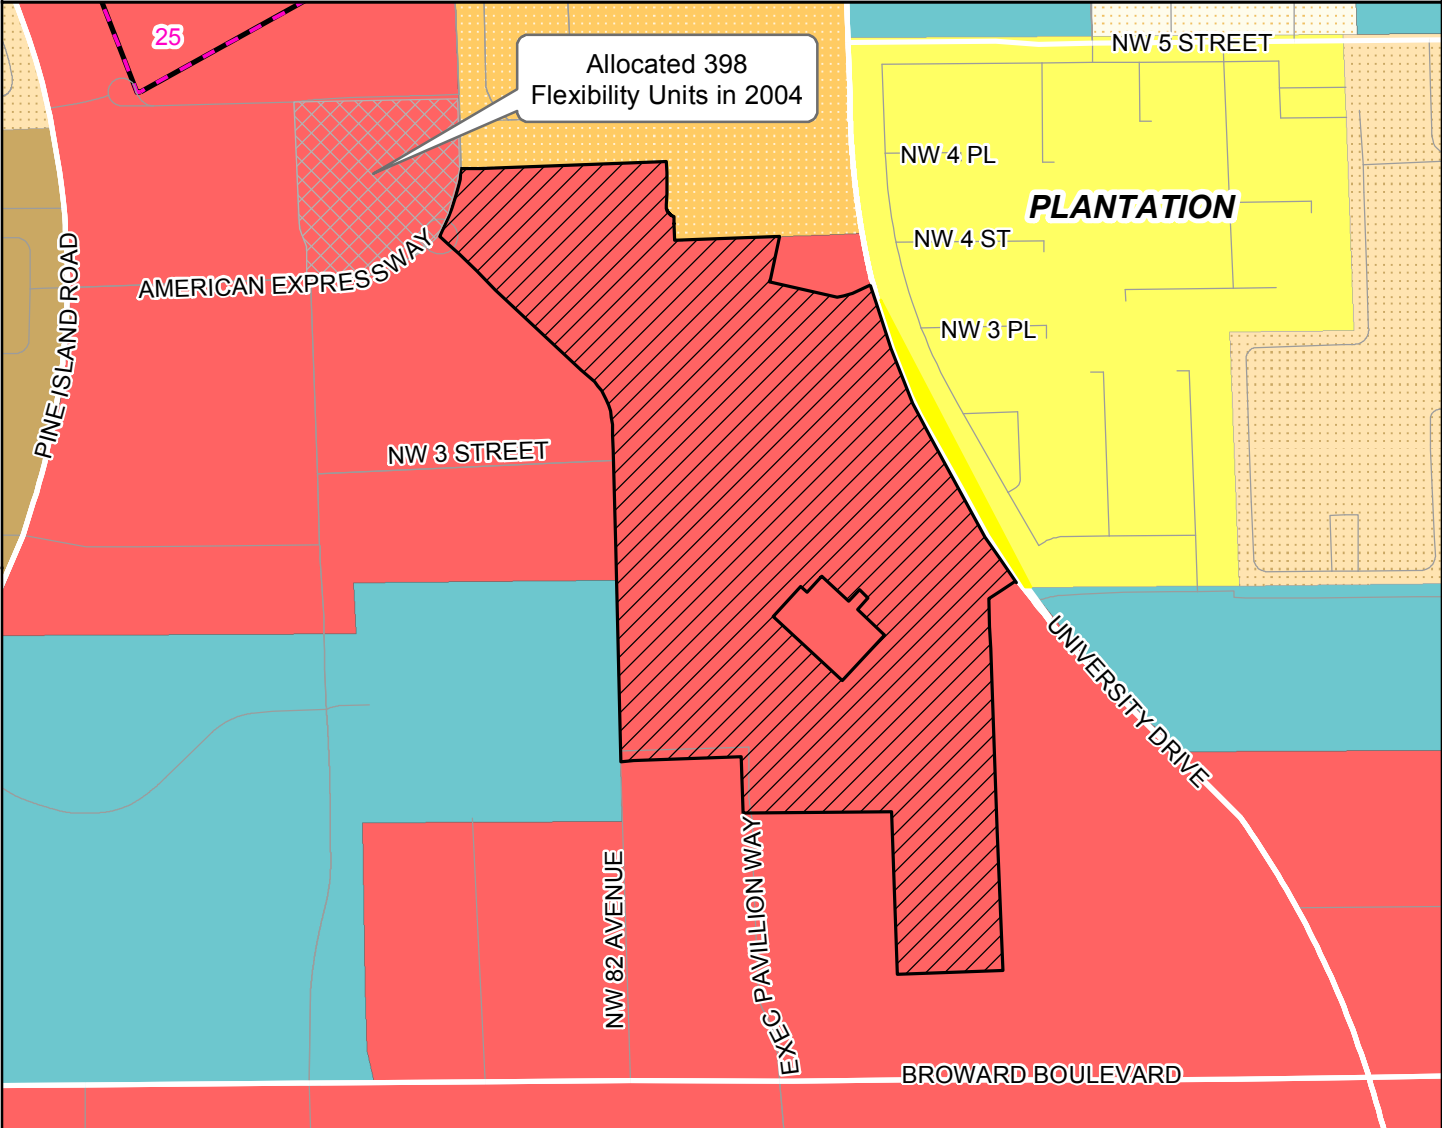 25
NW 5 STREET
Allocated 398
Flexibility Units in 2004
NW 4 PL
PLANTATION
NW 4 ST
AMERICAN EXPRESSWAY
PINE ISLAND ROAD
NW 3 PL
NW 3 STREET
UNIVERSITY DRIVE
NW 82 AVENUE
EXEC PAVILLION WAY
BROWARD BOULEVARD